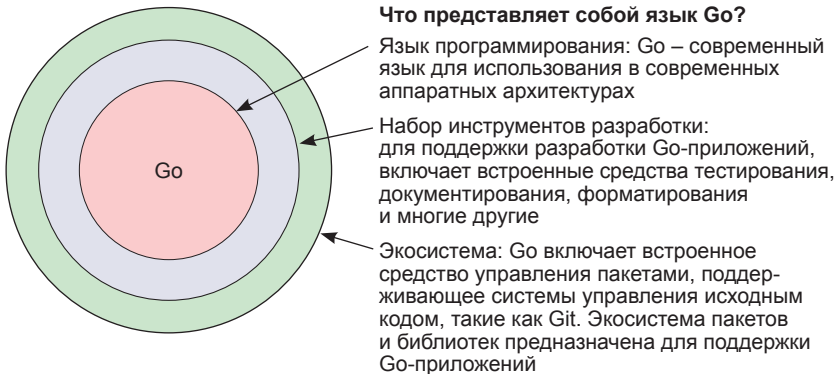 Что представляет собой язык Go?
Язык программирования: Go – современный
язык для использования в современных
аппаратных архитектурах
Go
Набор инструментов разработки:
для поддержки разработки Go-приложений,
включает встроенные средства тестирования,
документирования, форматирования
и многие другие
Экосистема: Go включает встроенное
средство управления пакетами, поддер-
живающее системы управления исходным
кодом, такие как Git. Экосистема пакетов
и библиотек предназначена для поддержки
Go-приложений